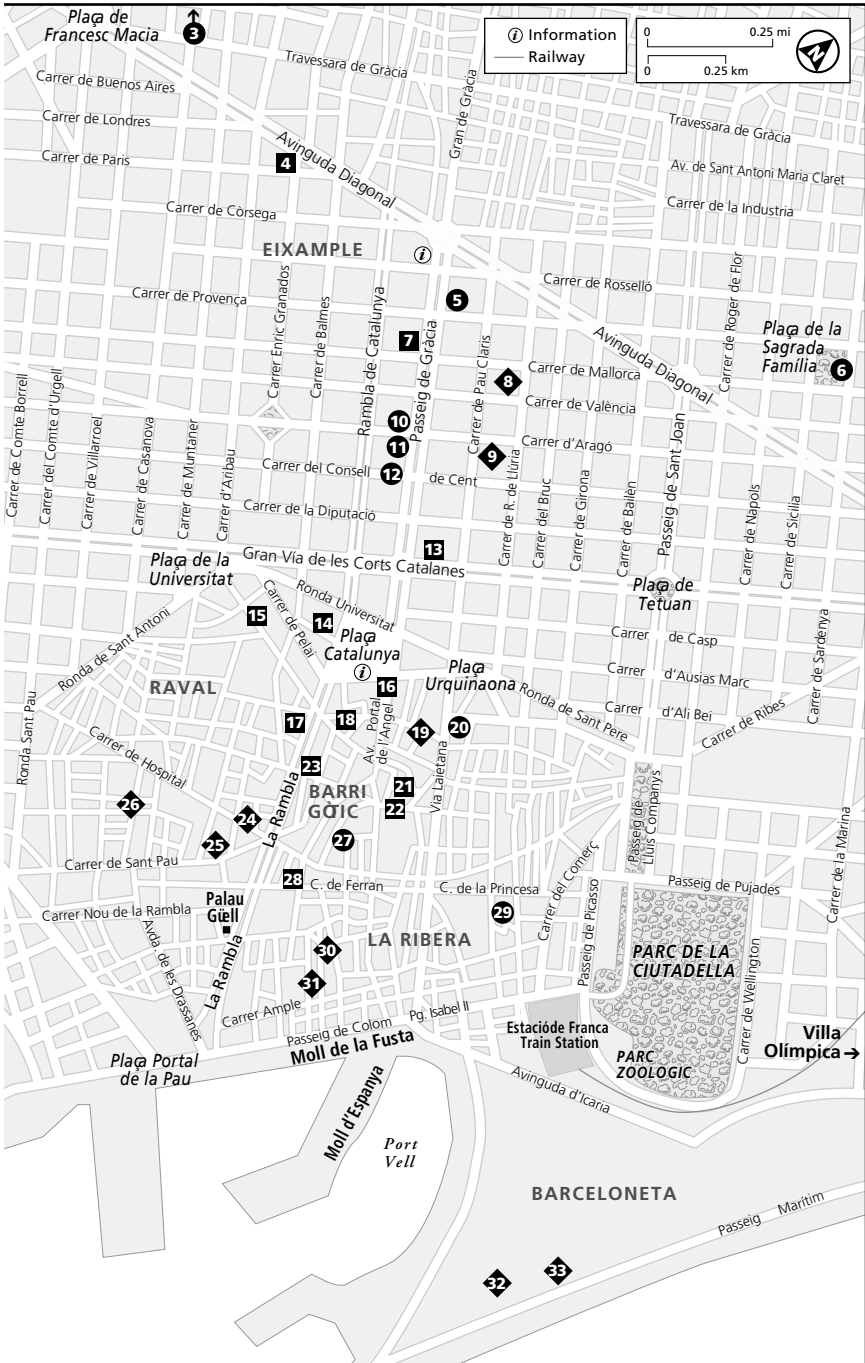 Plaça de
Francesc Macia
3
i Information
Railway
0 0.25 mi
0 0.25 km
N
Travessara de Gràcia
Gran de Gràcia
Carrer de Buenos Aires
Carrer de Londres
Carrer de Paris
4
Avinguda Diagonal
Travessara de Gràcia
Av. de Sant Antoni Maria Claret
Carrer de la Industria
Carrer de Còrsega
EIXAMPLE
i
Carrer de Rosselló
Carrer de Roger de Flor
Carrer de Provença
Carrer Enric Granados
Carrer de Balmes
Rambla de Catalunya
Passeig de Gràcia
5
7
Avinguda Diagonal
Plaça de la
Sagrada
Família
6
Carrer de Pau Claris
8
Carrer de Mallorca
Carrer de València
Carrer d'Aragó
9
10
11
12
Carrer del Consell
de Cent
Carrer de Comte Borrell
Carrer del Comte d'Urgell
Carrer de Villarroel
Carrer de Casanova
Carrer de Muntaner
Carrer d'Aribau
Carrer de la Diputació
Carrer de R. de Llúria
Carrer del Bruc
Carrer de Girona
Carrer de Bailèn
Passeig de Sant Joan
Carrer de Napols
Carrer de Sicilia
13
Plaça de la
Universitat
Gran Vía de les Corts Catalanes
Plaça de
Tetuan
Ronda Universitat
15
Carrer de Pelai
14
Plaça
Catalunya
i
Carrer de Casp
Carrer d'Ausias Marc
Carrer d'Ali Bei
Carrer de Sardenya
Ronda de Sant Antoni
RAVAL
16
Plaça
Urquinaona
Ronda de Sant Pere
Carrer de Ribes
Ronda Sant Pau
17
18
Av. Portal
de l'Angel
19
20
Via Laietana
Carrer de Hospital
23
La Rambla
BARRI
GÒTIC
21
22
26
24
25
27
Passeig de
Lluis Companys
Carrer de la Marina
Carrer de Sant Pau
28
C. de Ferran
C. de la Princesa
Carrer del Comerç
Passeig de Picasso
Passeig de Pujades
Carrer Nou de la Rambla
Palau
Güell
29
Avda. de les Drassanes
La Rambla
30
LA RIBERA
31
PARC DE LA
CIUTADELLA
Carrer de Wellington
Carrer Ample
Passeig de Colom
Pg. Isabel II
Moll de la Fusta
Estacióde Franca
Train Station
Villa
Olímpica
Plaça Portal
de la Pau
PARC
ZOOLOGIC
Avinguda d'Icaria
Moll d'Espanya
Port
Vell
BARCELONETA
Passeig Marítim
32
33